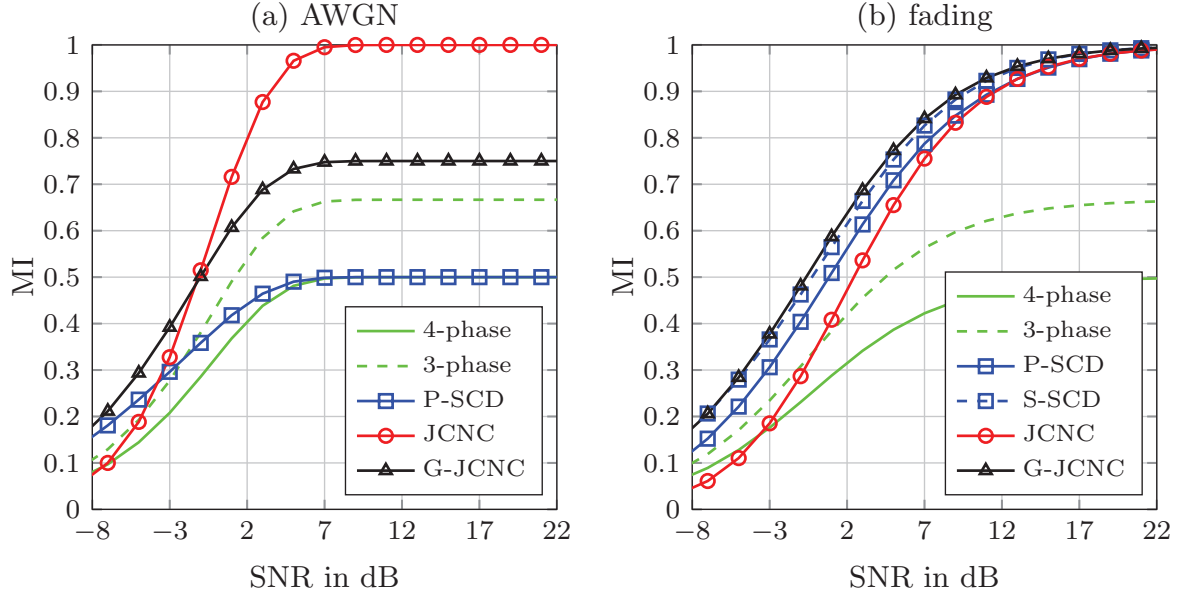 (a) AWGN
1
0.9
0.8
0.7
0.6
0.5
0.4
0.3
0.2
0.1
0
MI
−8 −3 2 7 12 17 22
SNR in dB
4-phase
3-phase
P-SCD
JCNC
G-JCNC
(b) fading
1
0.9
0.8
0.7
0.6
0.5
0.4
0.3
0.2
0.1
0
MI
−8 −3 2 7 12 17 22
SNR in dB
4-phase
3-phase
P-SCD
S-SCD
JCNC
G-JCNC